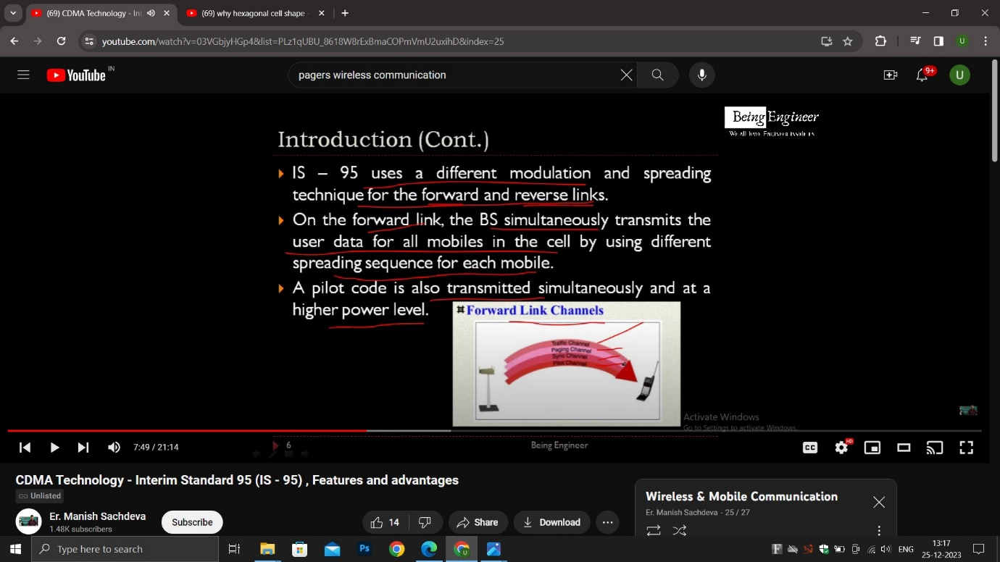 (69) CDMA Technology - Int
(69) why hexagonal cell shape -
youtube.com/watch?v=03VGbjyHGp4&list=PLz1qUBU_8618W8rExBmaCOPmVmU2uxihD&index=25
U
YouTube IN
pagers wireless communication
9+
U
Being Engineer
We all have Engineer inside us
Introduction (Cont.)
IS – 95 uses a different modulation and spreading
technique for the forward and reverse links.
On the forward link, the BS simultaneously transmits the
user data for all mobiles in the cell by using different
spreading sequence for each mobile.
A pilot code is also transmitted simultaneously and at a
higher power level.
Forward Link Channels
Traffic Channel
Paging Channel
Sync Channel
Pilot Channel
Activate Windows
Go to Settings to activate Windows.
7:49 / 21:14
6
Being Engineer
CC
HD
CDMA Technology - Interim Standard 95 (IS - 95) , Features and advantages
Unlisted
Er. Manish Sachdeva
1.48K subscribers
Subscribe
14
Share
Download
Wireless & Mobile Communication
Er. Manish Sachdeva - 25 / 27
Type here to search
Ps
U
F
ENG
13:17
25-12-2023